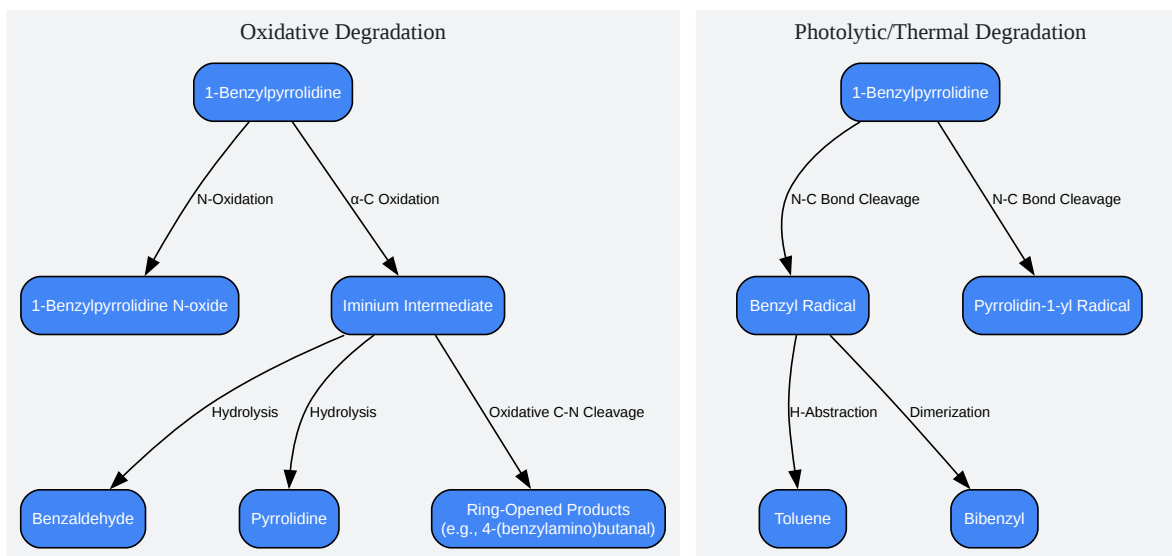 Oxidative Degradation
1-Benzylpyrrolidine
N-Oxidation
α-C Oxidation
1-Benzylpyrrolidine N-oxide
Iminium Intermediate
Hydrolysis
Hydrolysis
Oxidative C-N Cleavage
Benzaldehyde
Pyrrolidine
Ring-Opened Products
(e.g., 4-(benzylamino)butanal)
Photolytic/Thermal Degradation
1-Benzylpyrrolidine
N-C Bond Cleavage
N-C Bond Cleavage
Benzyl Radical
Pyrrolidin-1-yl Radical
H-Abstraction
Dimerization
Toluene
Bibenzyl